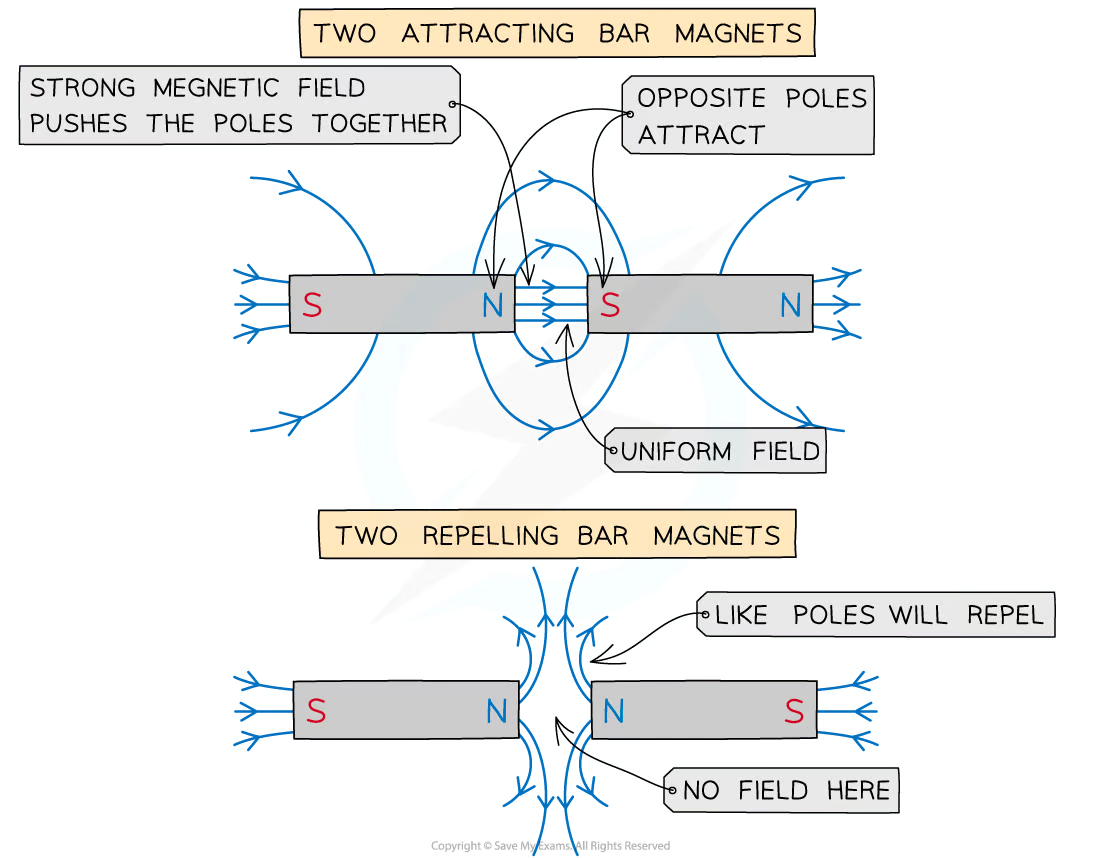 TWO ATTRACTING BAR MAGNETS
STRONG MEGNETIC FIELD
PUSHES THE POLES TOGETHER
OPPOSITE POLES
ATTRACT
S
N
S
N
UNIFORM FIELD
TWO REPELLING BAR MAGNETS
LIKE POLES WILL REPEL
S
N
N
S
NO FIELD HERE
Copyright © Save My Exams. All Rights Reserved